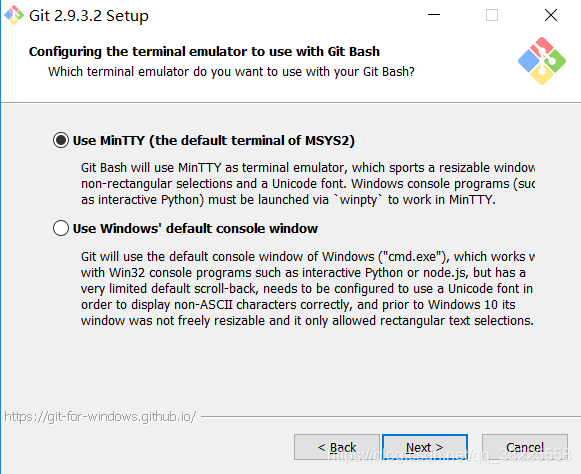 Git 2.9.3.2 Setup
Configuring the terminal emulator to use with Git Bash
Which terminal emulator do you want to use with your Git Bash?
Use MinTTY (the default terminal of MSYS2)
Git Bash will use MinTTY as terminal emulator, which sports a resizable window
non-rectangular selections and a Unicode font. Windows console programs (suc
as interactive Python) must be launched via `winpty` to work in MinTTY.
Use Windows' default console window
Git will use the default console window of Windows ("cmd.exe"), which works w
with Win32 console programs such as interactive Python or node.js, but has a
very limited default scroll-back, needs to be configured to use a Unicode font in
order to display non-ASCII characters correctly, and prior to Windows 10 its
window was not freely resizable and it only allowed rectangular text selections.
https://git-for-windows.github.io/
< Back
Next >
Cancel